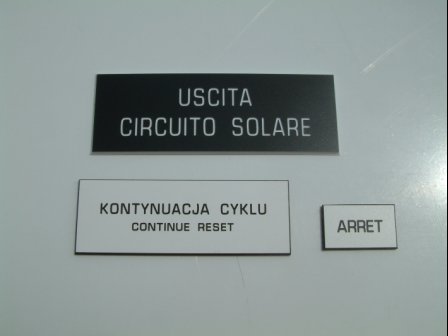 USCITA
CIRCUITO SOLARE
KONTYNUACJA CYKLU
CONTINUE RESET
ARRET